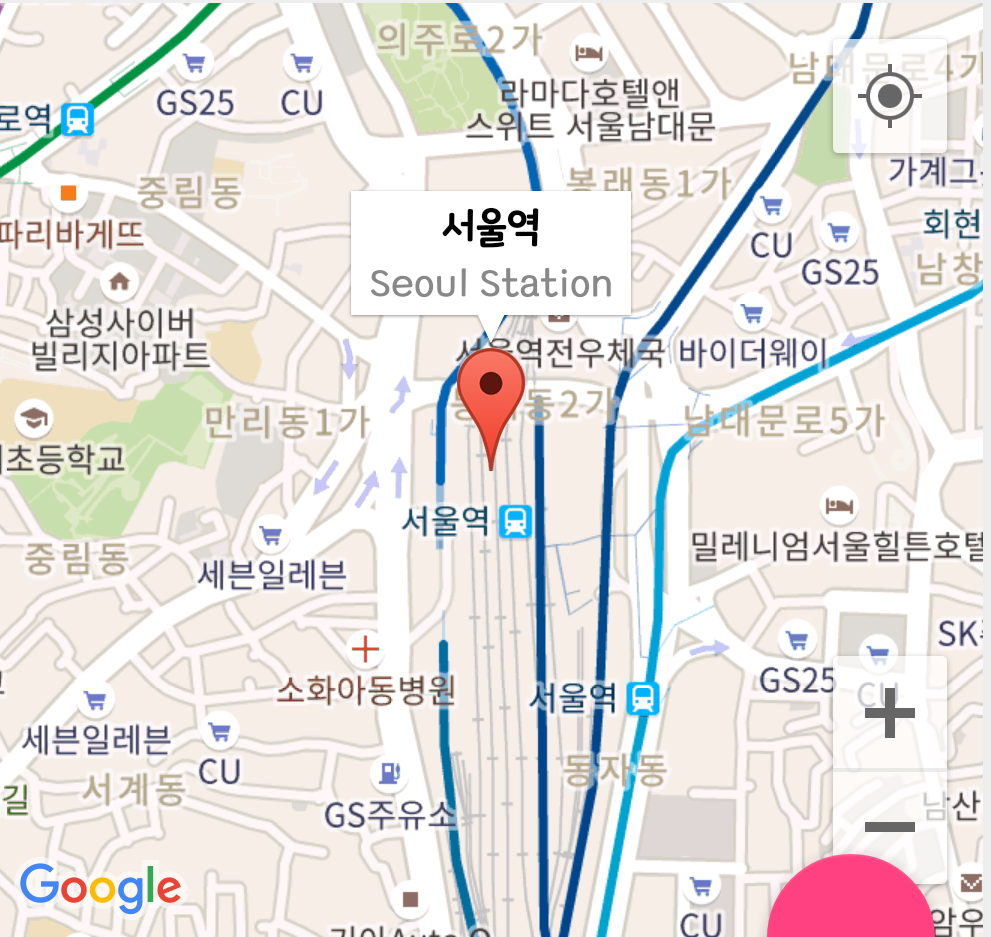 의주로2가
남대문로4가
GS25
CU
라마다호텔앤
스위트 서울남대문
로역
중림동
봉래동1가
가계그
따리바게뜨
서울역
Seoul Station
CU
GS25
회현
남창
삼성사이버
빌리지아파트
서울역전우체국
바이더웨이
만리동1가
동2가
남대문로5가
초등학교
서울역
밀레니엄서울힐튼호텔
중림동
세븐일레븐
SK
소화아동병원
서울역
GS25
CU
세븐일레븐
CU
동자동
서계동
길
GS주유소
남산
Google
CU
암우